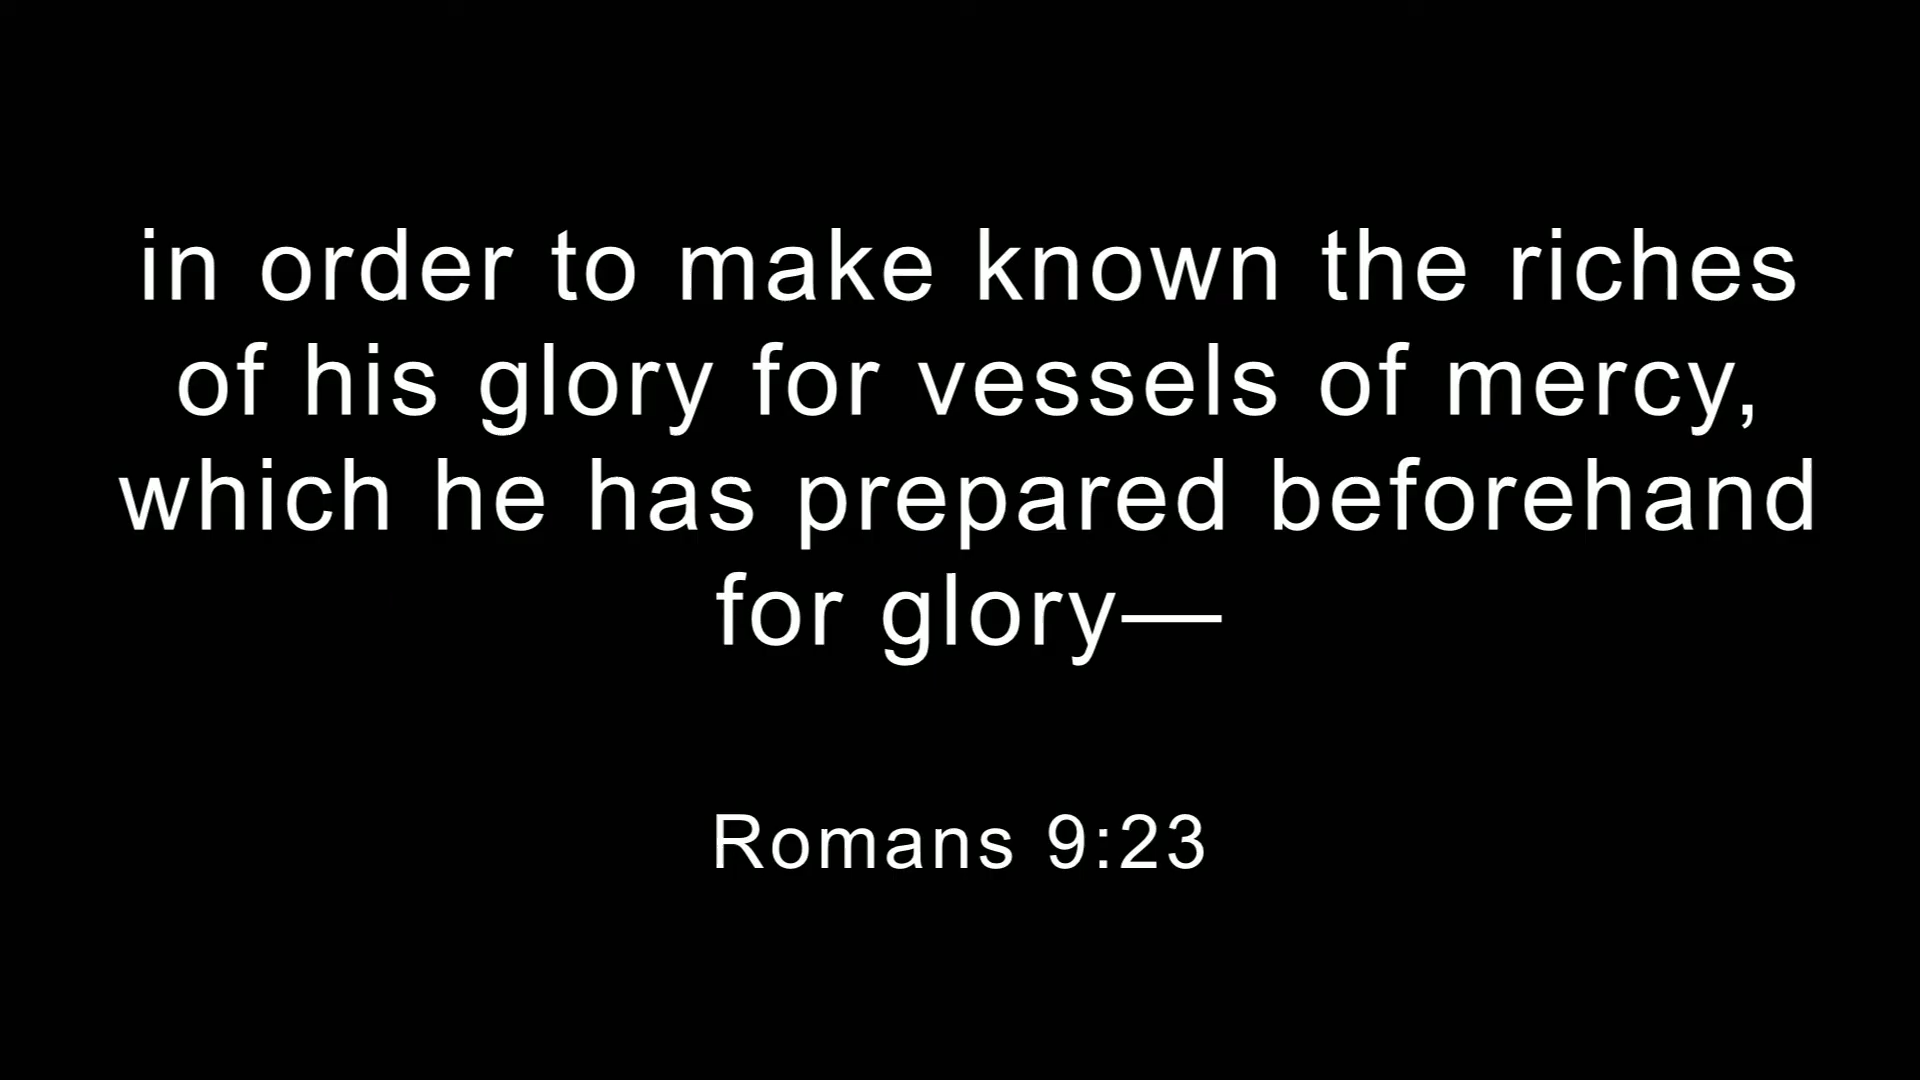 in order to make known the riches
of his glory for vessels of mercy,
which he has prepared beforehand
for glory—
Romans 9:23